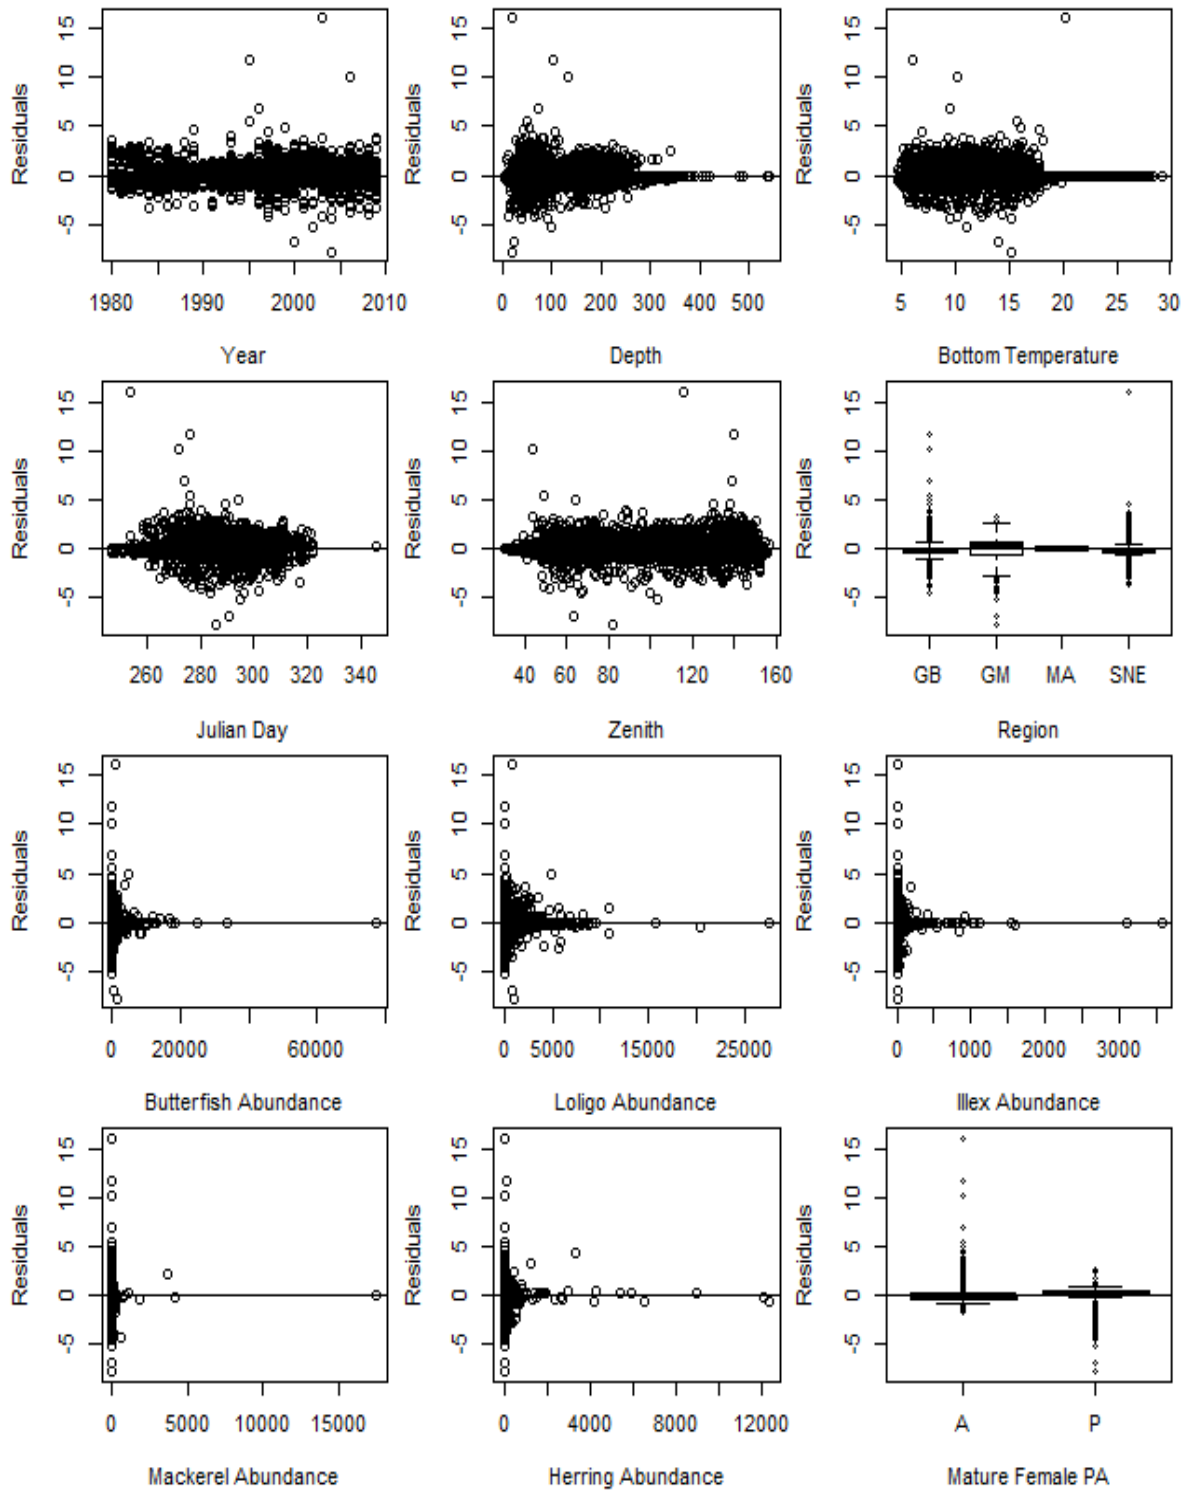 Residuals
-5 0 5 10 15
1980 1990 2000 2010
Year
Residuals
-5 0 5 10 15
0 100 200 300 400 500
Depth
Residuals
-5 0 5 10 15
5 10 15 20 25 30
Bottom Temperature
Residuals
-5 0 5 10 15
260 280 300 320 340
Julian Day
Residuals
-5 0 5 10 15
40 60 80 120 160
Zenith
Residuals
-5 0 5 10 15
GB GM MA SNE
Region
Residuals
-5 0 5 10 15
0 20000 60000
Butterfish Abundance
Residuals
-5 0 5 10 15
0 5000 15000 25000
Loligo Abundance
Residuals
-5 0 5 10 15
0 1000 2000 3000
Illex Abundance
Residuals
-5 0 5 10 15
0 5000 10000 15000
Mackerel Abundance
Residuals
-5 0 5 10 15
0 4000 8000 12000
Herring Abundance
Residuals
-5 0 5 10 15
A P
Mature Female PA